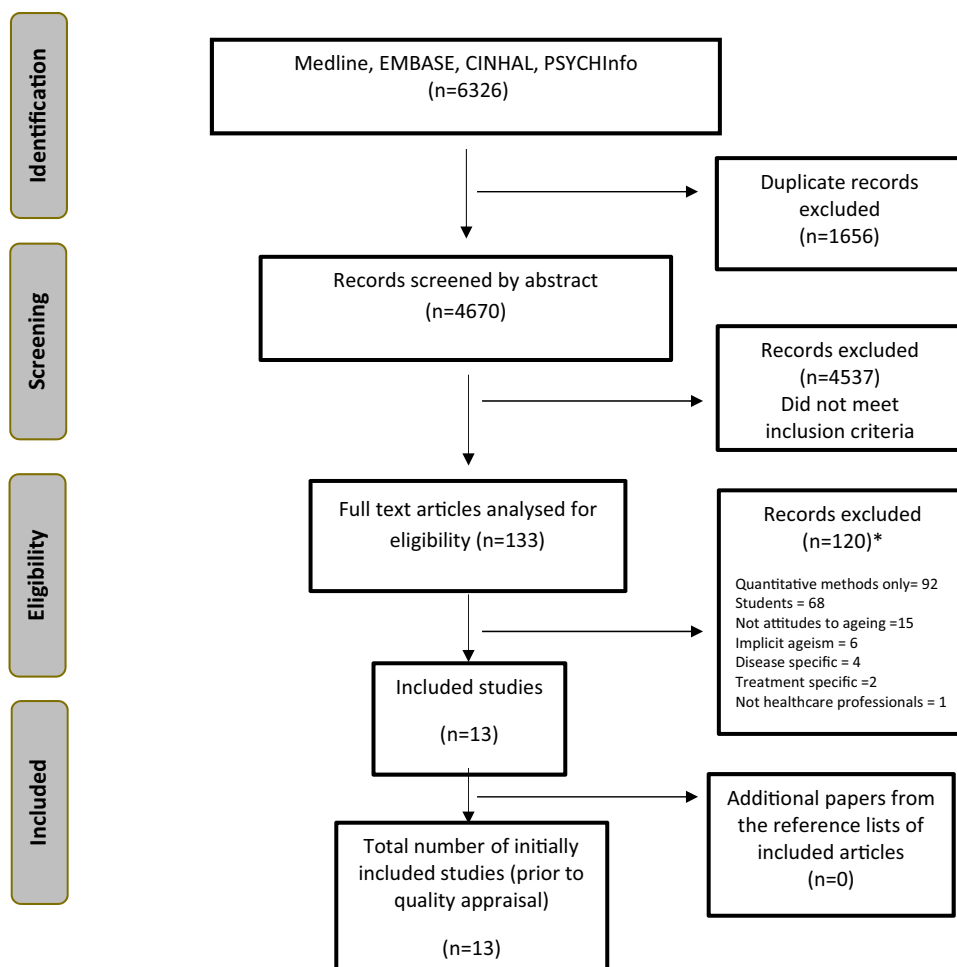 Identification
Medline, EMBASE, CINHAL, PSYCHInfo
(n=6326)
Duplicate records
excluded
(n=1656)
Screening
Records screened by abstract
(n=4670)
Records excluded
(n=4537)
Did not meet
inclusion criteria
Eligibility
Full text articles analysed for
eligibility (n=133)
Records excluded
(n=120)*
Quantitative methods only= 92
Students = 68
Not attitudes to ageing =15
Implicit ageism = 6
Disease specific = 4
Treatment specific =2
Not healthcare professionals = 1
Included studies
(n=13)
Included
Additional papers from
the reference lists of
included articles
(n=0)
Total number of initially
included studies (prior to
quality appraisal)
(n=13)